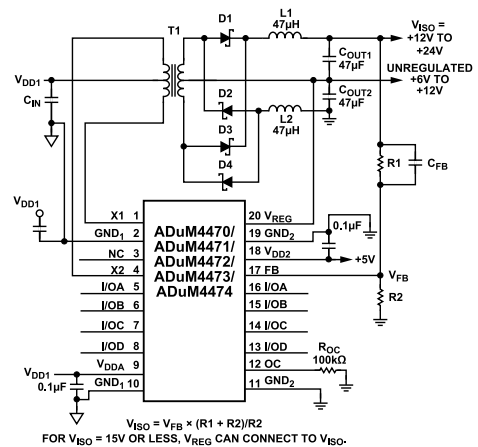 T1
D1
L1
47µH
V_ISO =
+12V TO
+24V
C_OUT1
47µF
UNREGULATED
+6V TO
+12V
V_DD1
C_IN
D2
C_OUT2
47µF
47µH
L2
D3
D4
R1
C_FB
V_DD1
X1 1
GND_1 2
NC 3
X2 4
I/OA 5
I/OB 6
I/OC 7
I/OD 8
V_DDA 9
GND_1 10
ADuM4470/
ADuM4471/
ADuM4472/
ADuM4473/
ADuM4474
20 V_REG
19 GND_2
18 V_DD2
17 FB
16 I/OA
15 I/OB
14 I/OC
13 I/OD
12 OC
11 GND_2
0.1µF
+5V
V_FB
R2
R_OC
100kΩ
V_DD1
0.1µF
V_ISO = V_FB × (R1 + R2)/R2
FOR V_ISO = 15V OR LESS, V_REG CAN CONNECT TO V_ISO.